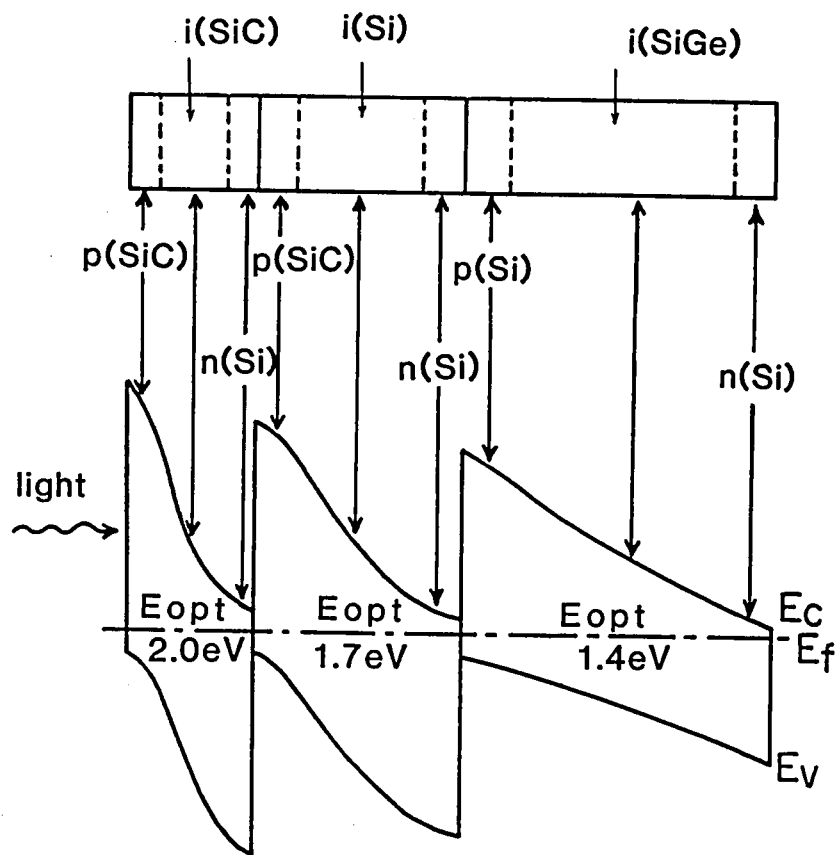 i(SiC)
i(Si)
i(SiGe)
p(SiC)
p(SiC)
p(Si)
n(Si)
n(Si)
n(Si)
light
Eopt
Eopt
Eopt
Ec
2.0eV
1.7eV
1.4eV
Ef
Ev